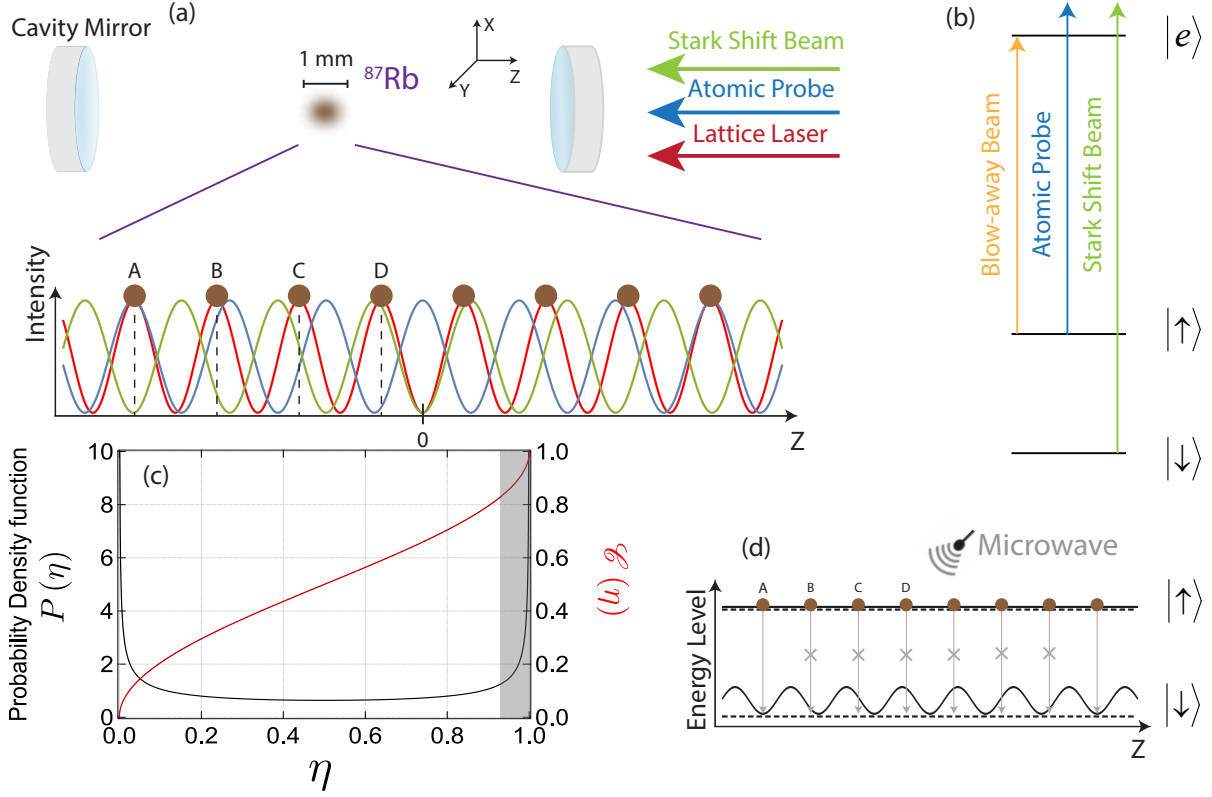 (a)
Cavity Mirror
1 mm
⁸⁷Rb
X
Y
Z
Stark Shift Beam
Atomic Probe
Lattice Laser
Intensity
A B C D
0
Z
(b)
Blow-away Beam
Atomic Probe
Stark Shift Beam
|e⟩
|↑⟩
|↓⟩
(c)
Probability Density function
P (η)
10
8
6
4
2
0
1.0
0.8
0.6
0.4
0.2
0.0
𝒞 (η)
0.0 0.2 0.4 0.6 0.8 1.0
η
(d)
Microwave
Energy Level
A B C D
|↑⟩
|↓⟩
Z